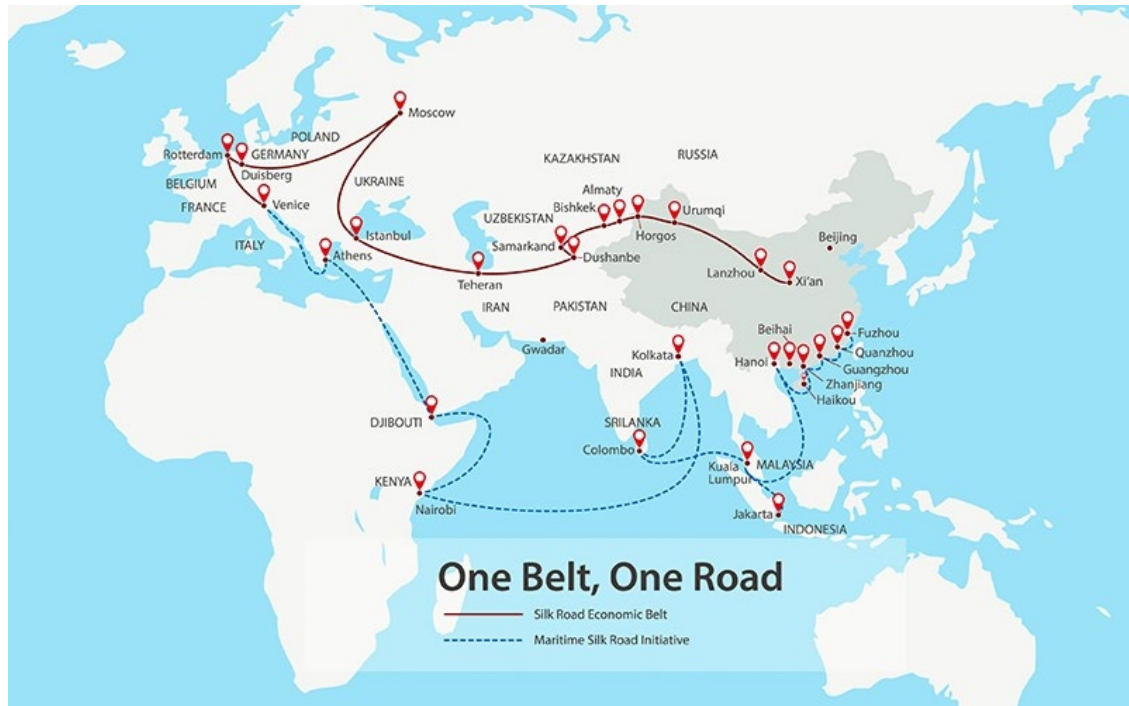 Moscow
POLAND
Rotterdam
GERMANY
Duisberg
BELGIUM
FRANCE
Venice
UKRAINE
ITALY
Istanbul
Athens
KAZAKHSTAN
RUSSIA
Almaty
Bishkek
UZBEKISTAN
Urumqi
Horgos
Samarkand
Dushanbe
Beijing
Lanzhou
Xi'an
Teheran
IRAN
PAKISTAN
CHINA
Gwadar
Kolkata
INDIA
Beihai
Hanoi
Fuzhou
Quanzhou
Guangzhou
Zhanjiang
Haikou
DJIBOUTI
SRILANKA
Colombo
Kuala
Lumpur
MALAYSIA
KENYA
Nairobi
Jakarta
INDONESIA
One Belt, One Road
Silk Road Economic Belt
Maritime Silk Road Initiative